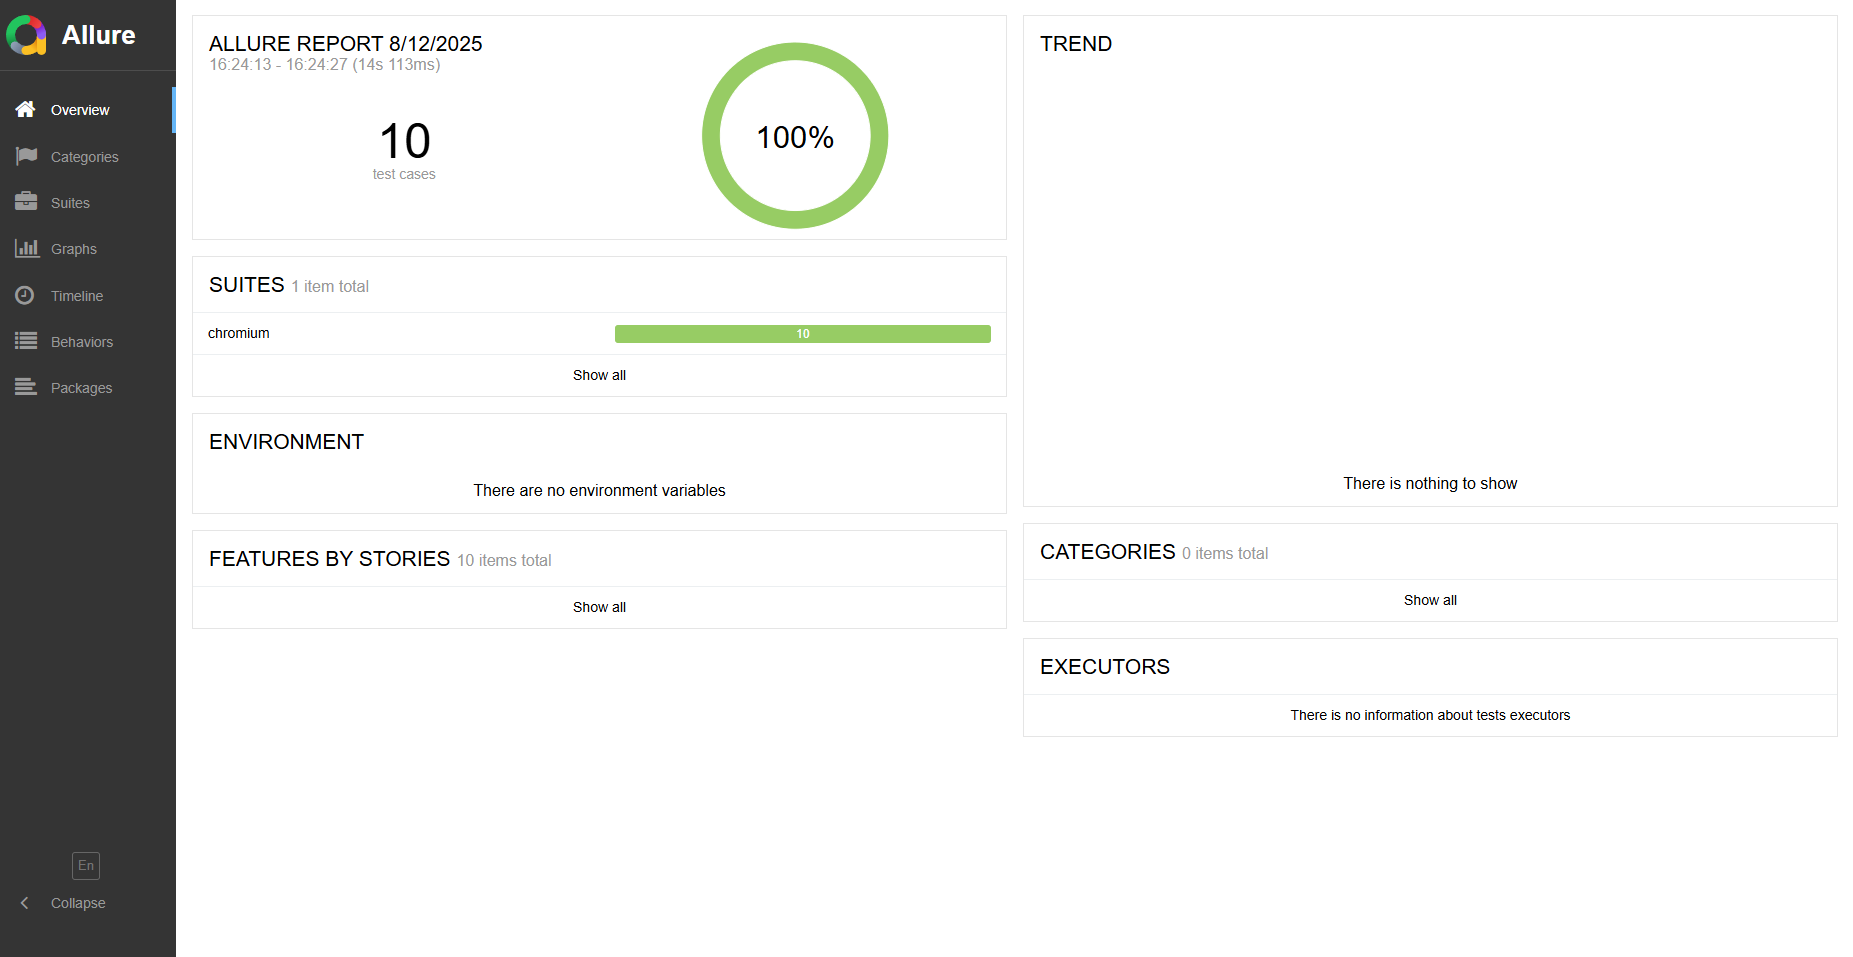 Allure
Overview
Categories
Suites
Graphs
Timeline
Behaviors
Packages
En
Collapse
ALLURE REPORT 8/12/2025
16:24:13 - 16:24:27 (14s 113ms)
10
test cases
100%
SUITES 1 item total
chromium
10
Show all
ENVIRONMENT
There are no environment variables
FEATURES BY STORIES 10 items total
Show all
TREND
There is nothing to show
CATEGORIES 0 items total
Show all
EXECUTORS
There is no information about tests executors